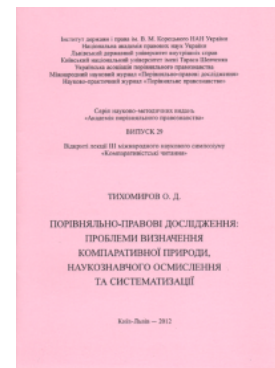 Інститут держави і права ім. В. М. Корецького НАН України
Національна академія правових наук України
Львівський державний університет внутрішніх справ
Київський національний університет імені Тараса Шевченка
Українська асоціація порівняльного правознавства
Міжнародний науковий журнал «Порівняльно-правові дослідження»
Науково-практичний журнал «Порівняльне правознавство»
Серія науково-методичних видань
«Академія порівняльного правознавства»
ВИПУСК 29
Відкриті лекції III міжнародного наукового симпозіуму
«Компаративістські читання»
ТИХОМИРОВ О. Д.
ПОРІВНЯЛЬНО-ПРАВОВІ ДОСЛІДЖЕННЯ:
ПРОБЛЕМИ ВИЗНАЧЕННЯ
КОМПАРАТИВНОЇ ПРИРОДИ,
НАУКОЗНАВЧОГО ОСМИСЛЕННЯ
ТА СИСТЕМАТИЗАЦІЇ
Київ-Львів – 2012